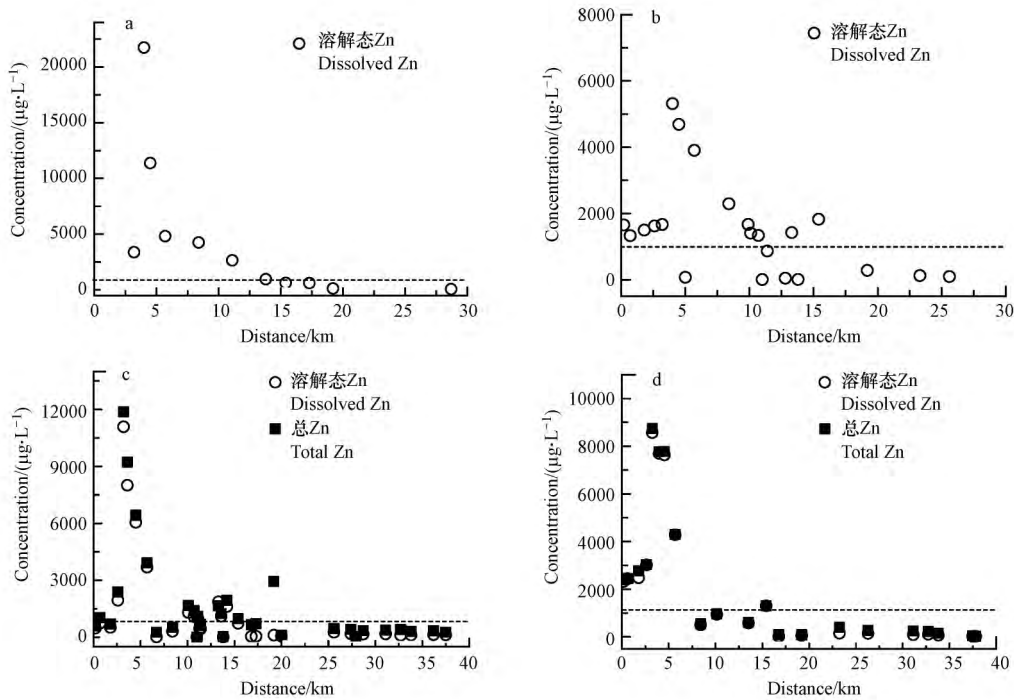 a
溶解态Zn
Dissolved Zn
Concentration/(μg·L⁻¹)
20000
15000
10000
5000
0
0 5 10 15 20 25 30
Distance/km
b
溶解态Zn
Dissolved Zn
Concentration/(μg·L⁻¹)
8000
6000
4000
2000
0
0 5 10 15 20 25 30
Distance/km
c
溶解态Zn
Dissolved Zn
总Zn
Total Zn
Concentration/(μg·L⁻¹)
12000
9000
6000
3000
0
0 5 10 15 20 25 30 35 40
Distance/km
d
溶解态Zn
Dissolved Zn
总Zn
Total Zn
Concentration/(μg·L⁻¹)
10000
8000
6000
4000
2000
0
0 5 10 15 20 25 30 35 40
Distance/km